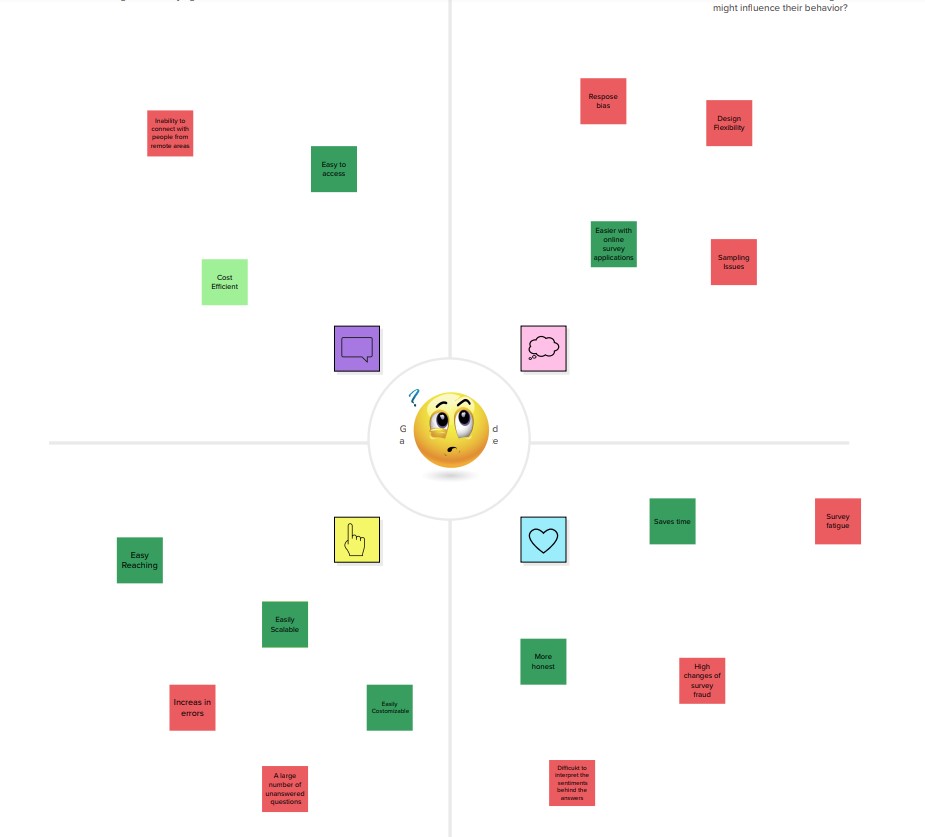 might influence their behavior?
Inability to
connect with
people from
remote areas
Easy to
access
Cost
Efficient
Respose
bias
Design
Flexibility
Easier with
online
survey
applications
Sampling
Issues
?
G d
a e
Easy
Reaching
Easily
Scalable
Increas in
errors
Easily
Costomizable
A large
number of
unanswered
questions
Saves time
Survey
fatigue
More
honest
High
changes of
survey
fraud
Difficukt to
interpret the
sentiments
behind the
answers